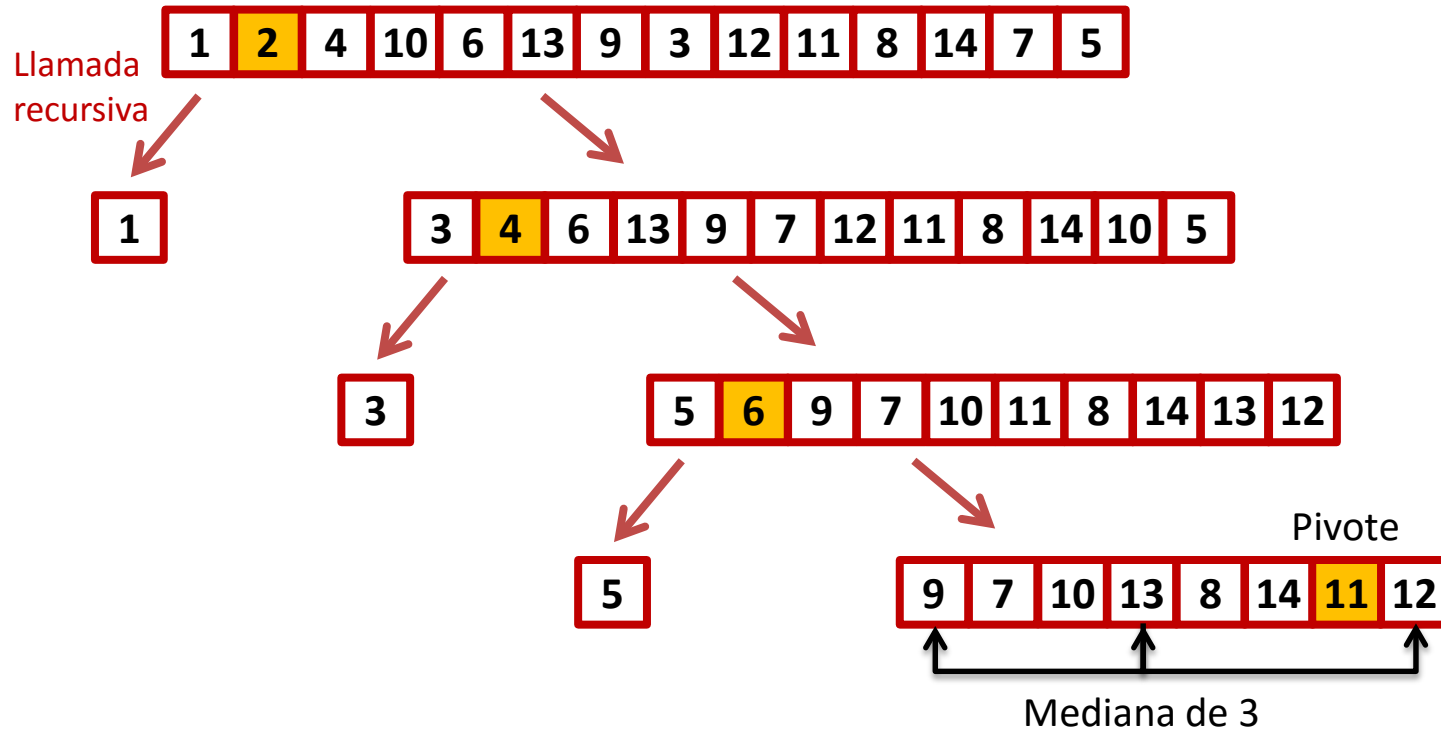 1 2 4 10 6 13 9 3 12 11 8 14 7 5
Llamada
recursiva
1
3 4 6 13 9 7 12 11 8 14 10 5
3
5 6 9 7 10 11 8 14 13 12
Pivote
5
9 7 10 13 8 14 11 12
Mediana de 3